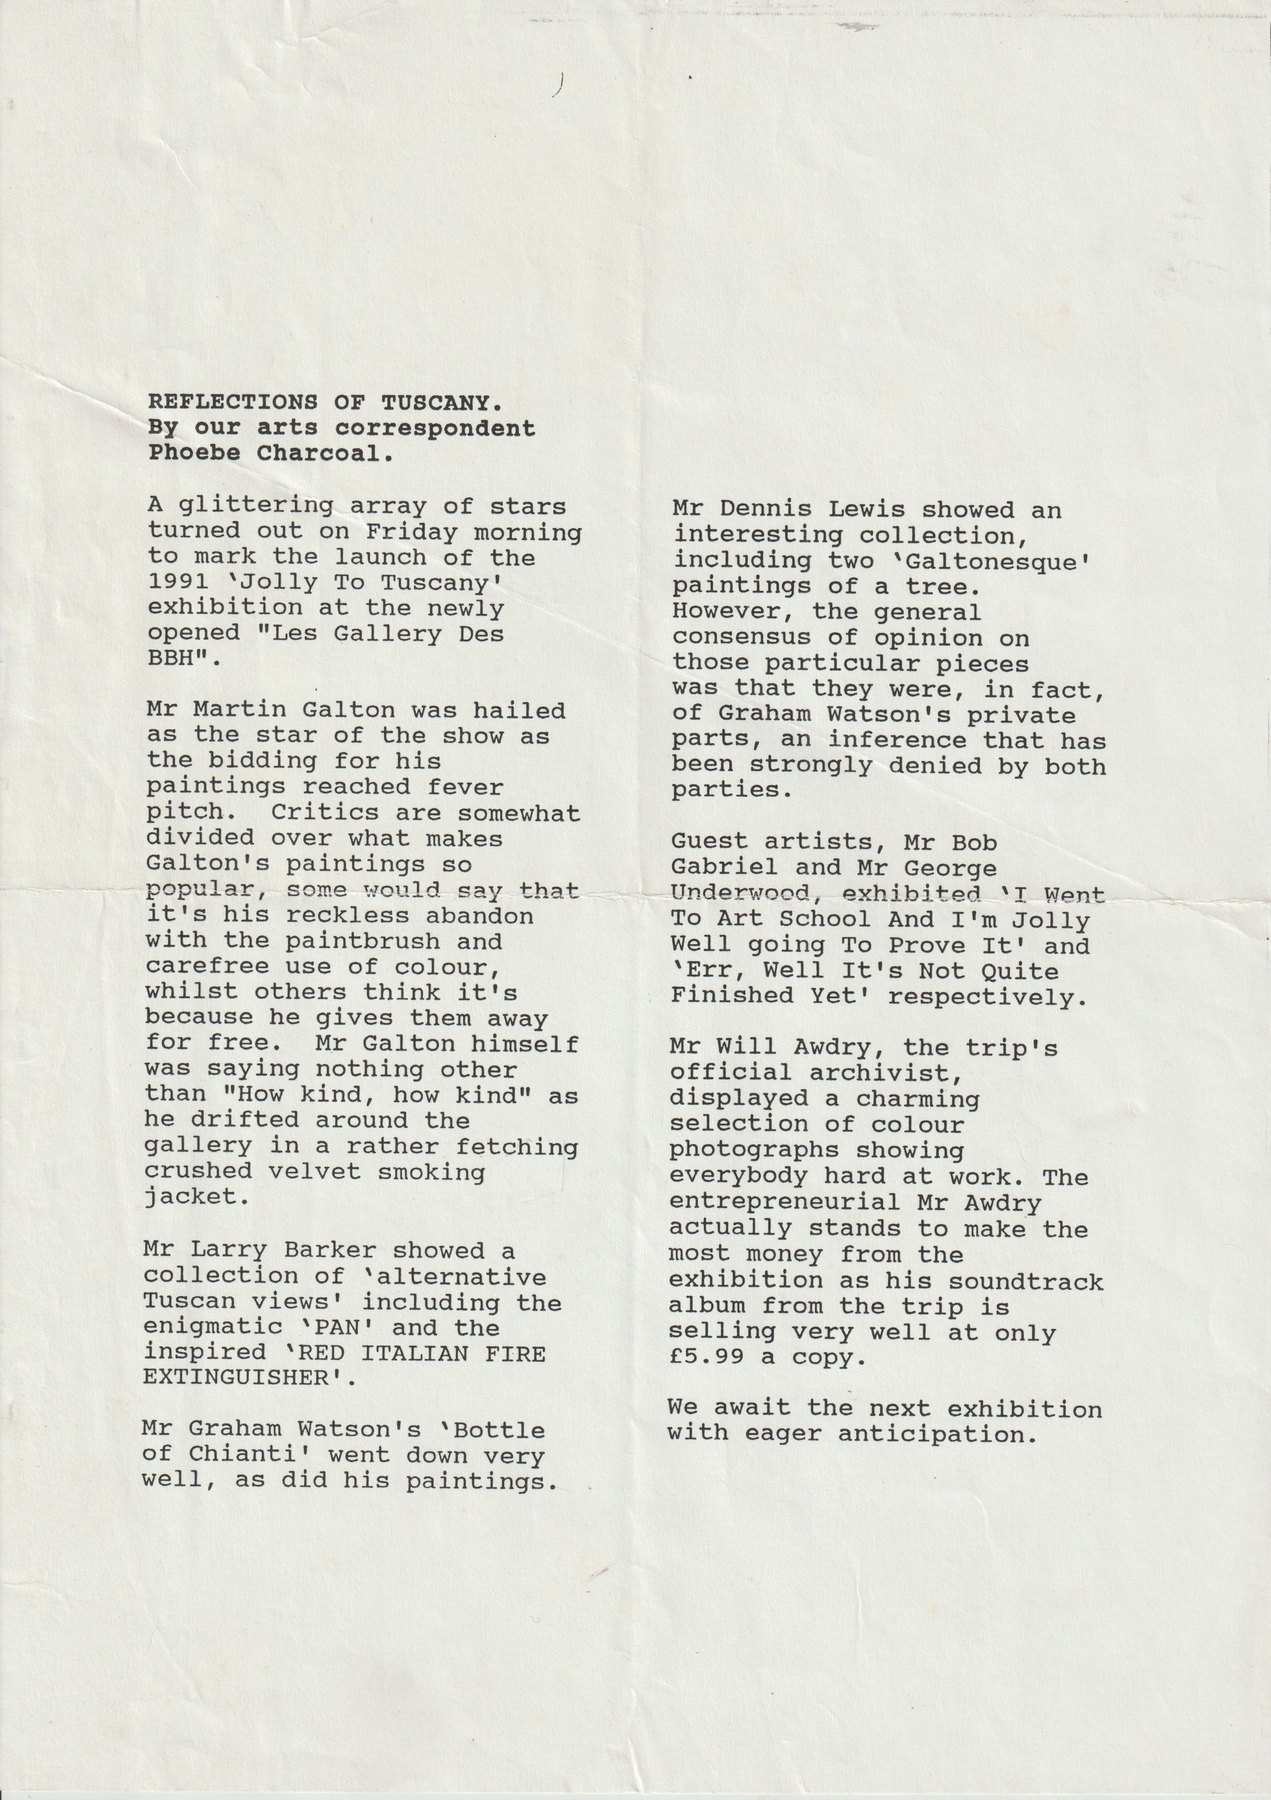 REFLECTIONS OF TUSCANY.
By our arts correspondent
Phoebe Charcoal.
A glittering array of stars
turned out on Friday morning
to mark the launch of the
1991 ‵Jolly To Tuscany'
exhibition at the newly
opened "Les Gallery Des
BBH".
Mr Martin Galton was hailed
as the star of the show as
the bidding for his
paintings reached fever
pitch.  Critics are somewhat
divided over what makes
Galton's paintings so
popular, some would say that
it's his reckless abandon
with the paintbrush and
carefree use of colour,
whilst others think it's
because he gives them away
for free.  Mr Galton himself
was saying nothing other
than "How kind, how kind" as
he drifted around the
gallery in a rather fetching
crushed velvet smoking
jacket.
Mr Larry Barker showed a
collection of ‵alternative
Tuscan views' including the
enigmatic ‵PAN' and the
inspired ‵RED ITALIAN FIRE
EXTINGUISHER'.
Mr Graham Watson's ‵Bottle
of Chianti' went down very
well, as did his paintings.
Mr Dennis Lewis showed an
interesting collection,
including two ‵Galtonesque'
paintings of a tree.
However, the general
consensus of opinion on
those particular pieces
was that they were, in fact,
of Graham Watson's private
parts, an inference that has
been strongly denied by both
parties.
Guest artists, Mr Bob
Gabriel and Mr George
Underwood, exhibited ‵I Went
To Art School And I'm Jolly
Well going To Prove It' and
‵Err, Well It's Not Quite
Finished Yet' respectively.
Mr Will Awdry, the trip's
official archivist,
displayed a charming
selection of colour
photographs showing
everybody hard at work. The
entrepreneurial Mr Awdry
actually stands to make the
most money from the
exhibition as his soundtrack
album from the trip is
selling very well at only
£5.99 a copy.
We await the next exhibition
with eager anticipation.